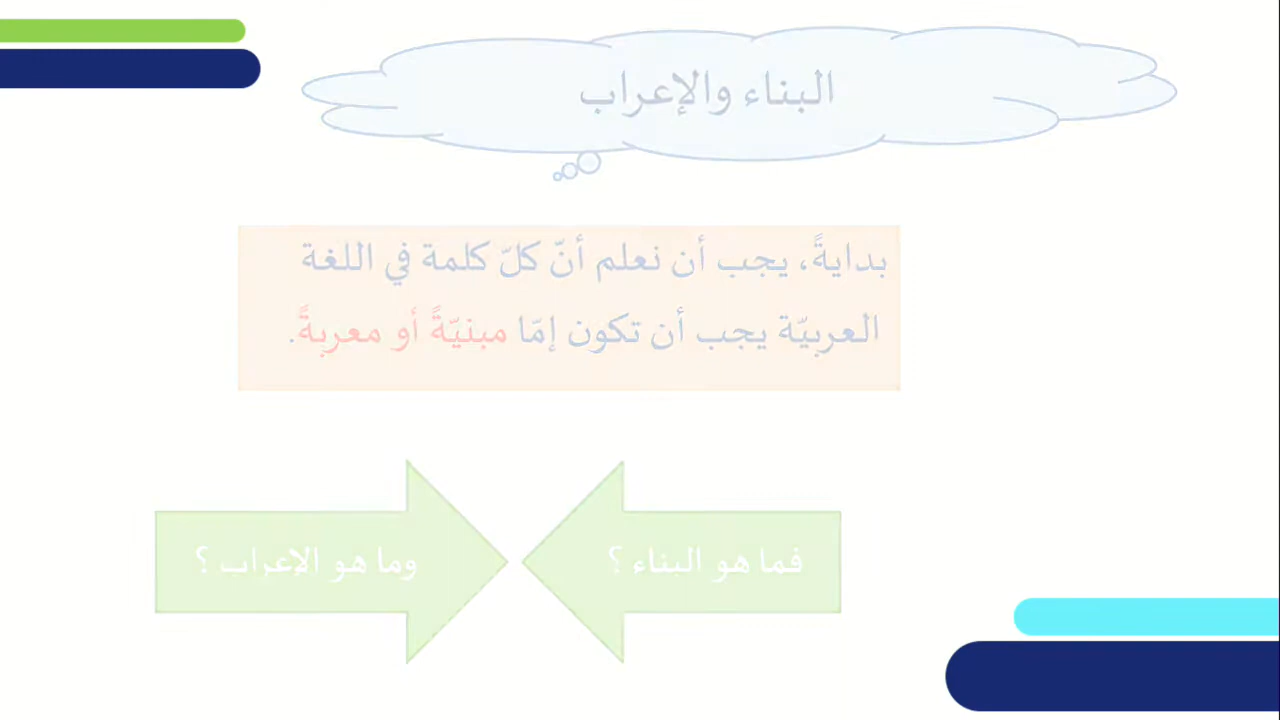 البناء والإعراب
بدايةً، يجب أن نعلم أنّ كلّ كلمة في اللغة
العربيّة يجب أن تكون إمّا مبنيّةً أو معربةً.
فما هو البناء ؟
وما هو الإعراب ؟